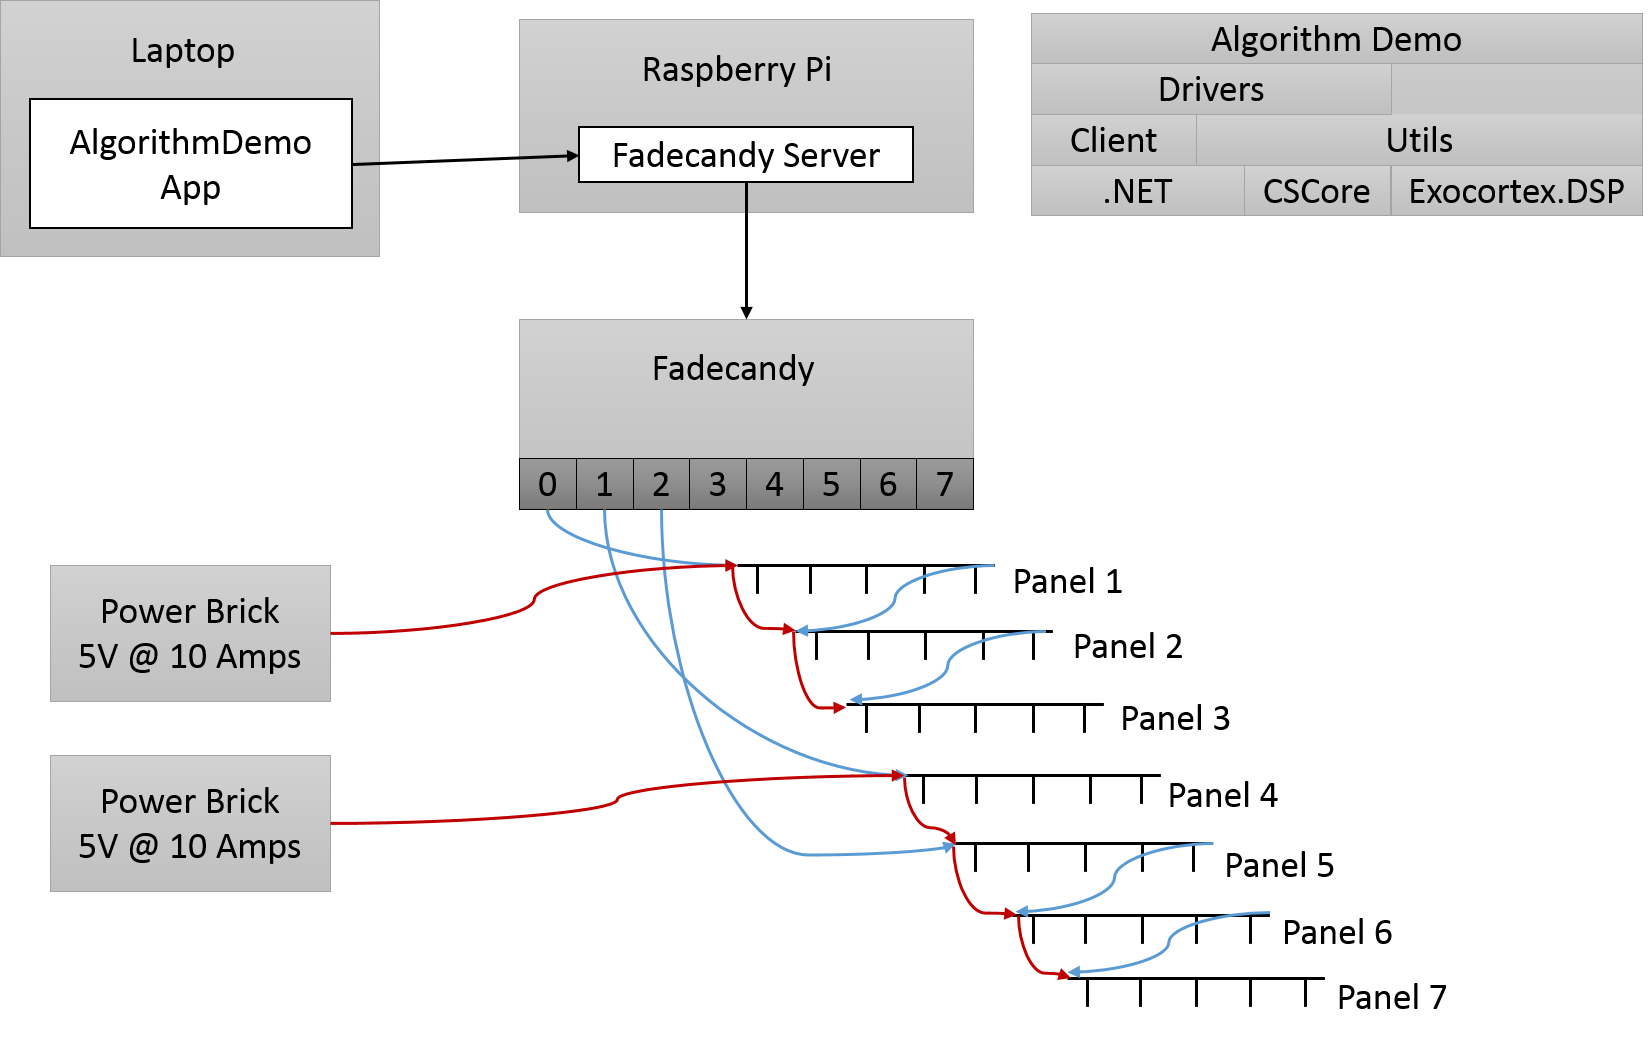 Laptop
AlgorithmDemo
App
Raspberry Pi
Fadecandy Server
Algorithm Demo
Drivers
Client
Utils
.NET
CSCore
Exocortex.DSP
Fadecandy
0 1 2 3 4 5 6 7
Power Brick
5V @ 10 Amps
Panel 1
Panel 2
Panel 3
Power Brick
5V @ 10 Amps
Panel 4
Panel 5
Panel 6
Panel 7